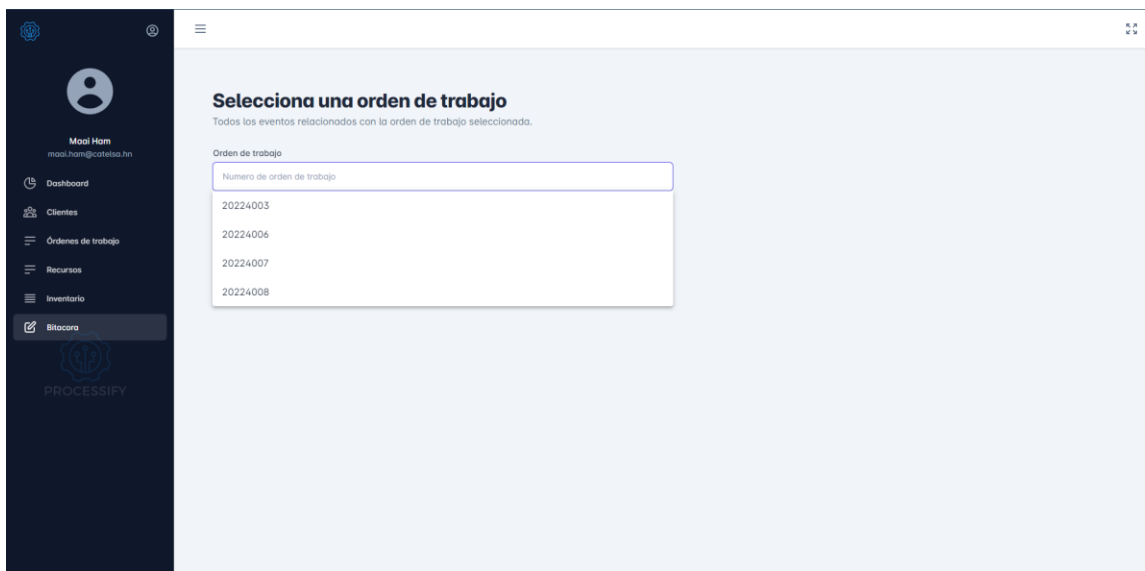 Maai Ham
maai.ham@catelsa.hn
Dashboard
Clientes
Órdenes de trabajo
Recursos
Inventario
Bitacora
PROCESSIFY
Selecciona una orden de trabajo
Todos los eventos relacionados con la orden de trabajo seleccionada.
Orden de trabajo
Numero de orden de trabajo
20224003
20224006
20224007
20224008